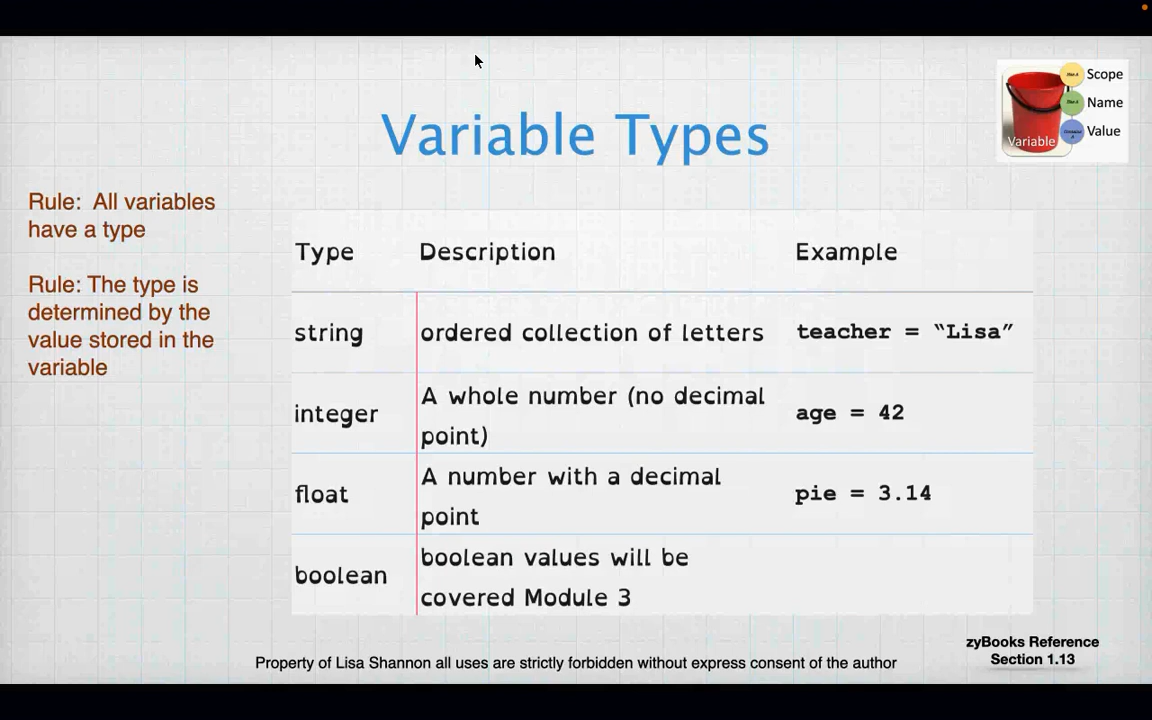 Variable Types
Scope
Name
Value
Variable
Rule:  All variables
have a type
Rule: The type is
determined by the
value stored in the
variable
Type Description Example
string ordered collection of letters teacher = “Lisa”
integer A whole number (no decimal
point) age = 42
float A number with a decimal
point pie = 3.14
boolean boolean values will be
covered Module 3
zyBooks Reference
Section 1.13
Property of Lisa Shannon all uses are strictly forbidden without express consent of the author